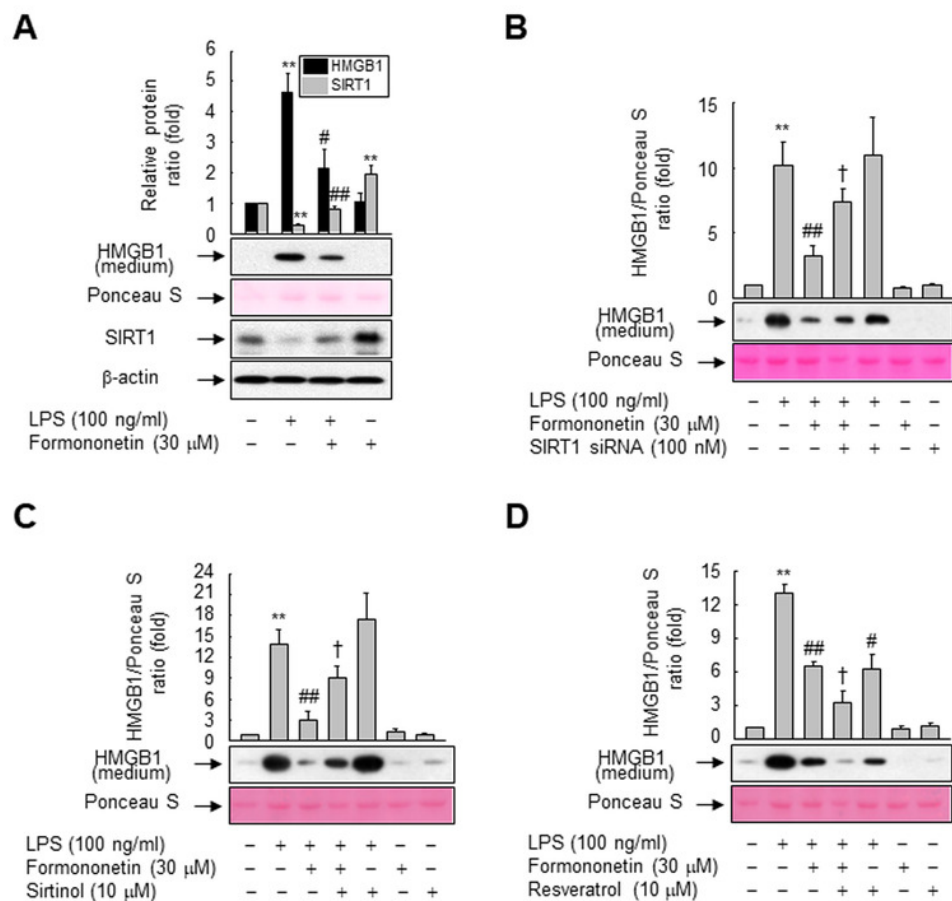 A
Relative protein
ratio (fold)
6
5
4
3
2
1
0
HMGB1
SIRT1
**
**
#
##
**
HMGB1
(medium)
Ponceau S
SIRT1
β-actin
LPS (100 ng/ml) – + + –
Formononetin (30 μM) – – + +
B
HMGB1/Ponceau S
ratio (fold)
15
10
5
0
**
##
†
HMGB1
(medium)
Ponceau S
LPS (100 ng/ml) – + + + + – –
Formononetin (30 μM) – – + + – + –
SIRT1 siRNA (100 nM) – – – + + – +
C
HMGB1/Ponceau S
ratio (fold)
24
21
18
15
12
9
6
3
0
**
##
†
HMGB1
(medium)
Ponceau S
LPS (100 ng/ml) – + + + + – –
Formononetin (30 μM) – – + + – + –
Sirtinol (10 μM) – – – + + – +
D
HMGB1/Ponceau S
ratio (fold)
15
12
9
6
3
0
**
##
†
#
HMGB1
(medium)
Ponceau S
LPS (100 ng/ml) – + + + + – –
Formononetin (30 μM) – – + + – + –
Resveratrol (10 μM) – – – + + – +